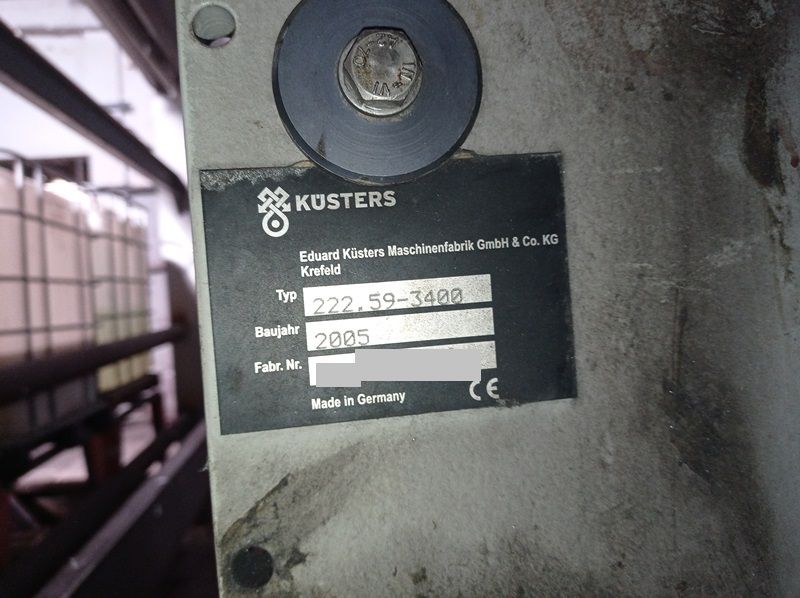 KÜSTERS
Eduard Küsters Maschinenfabrik GmbH & Co. KG
Krefeld
Typ 222.59-3400
Baujahr 2005
Fabr. Nr.
Made in Germany CE